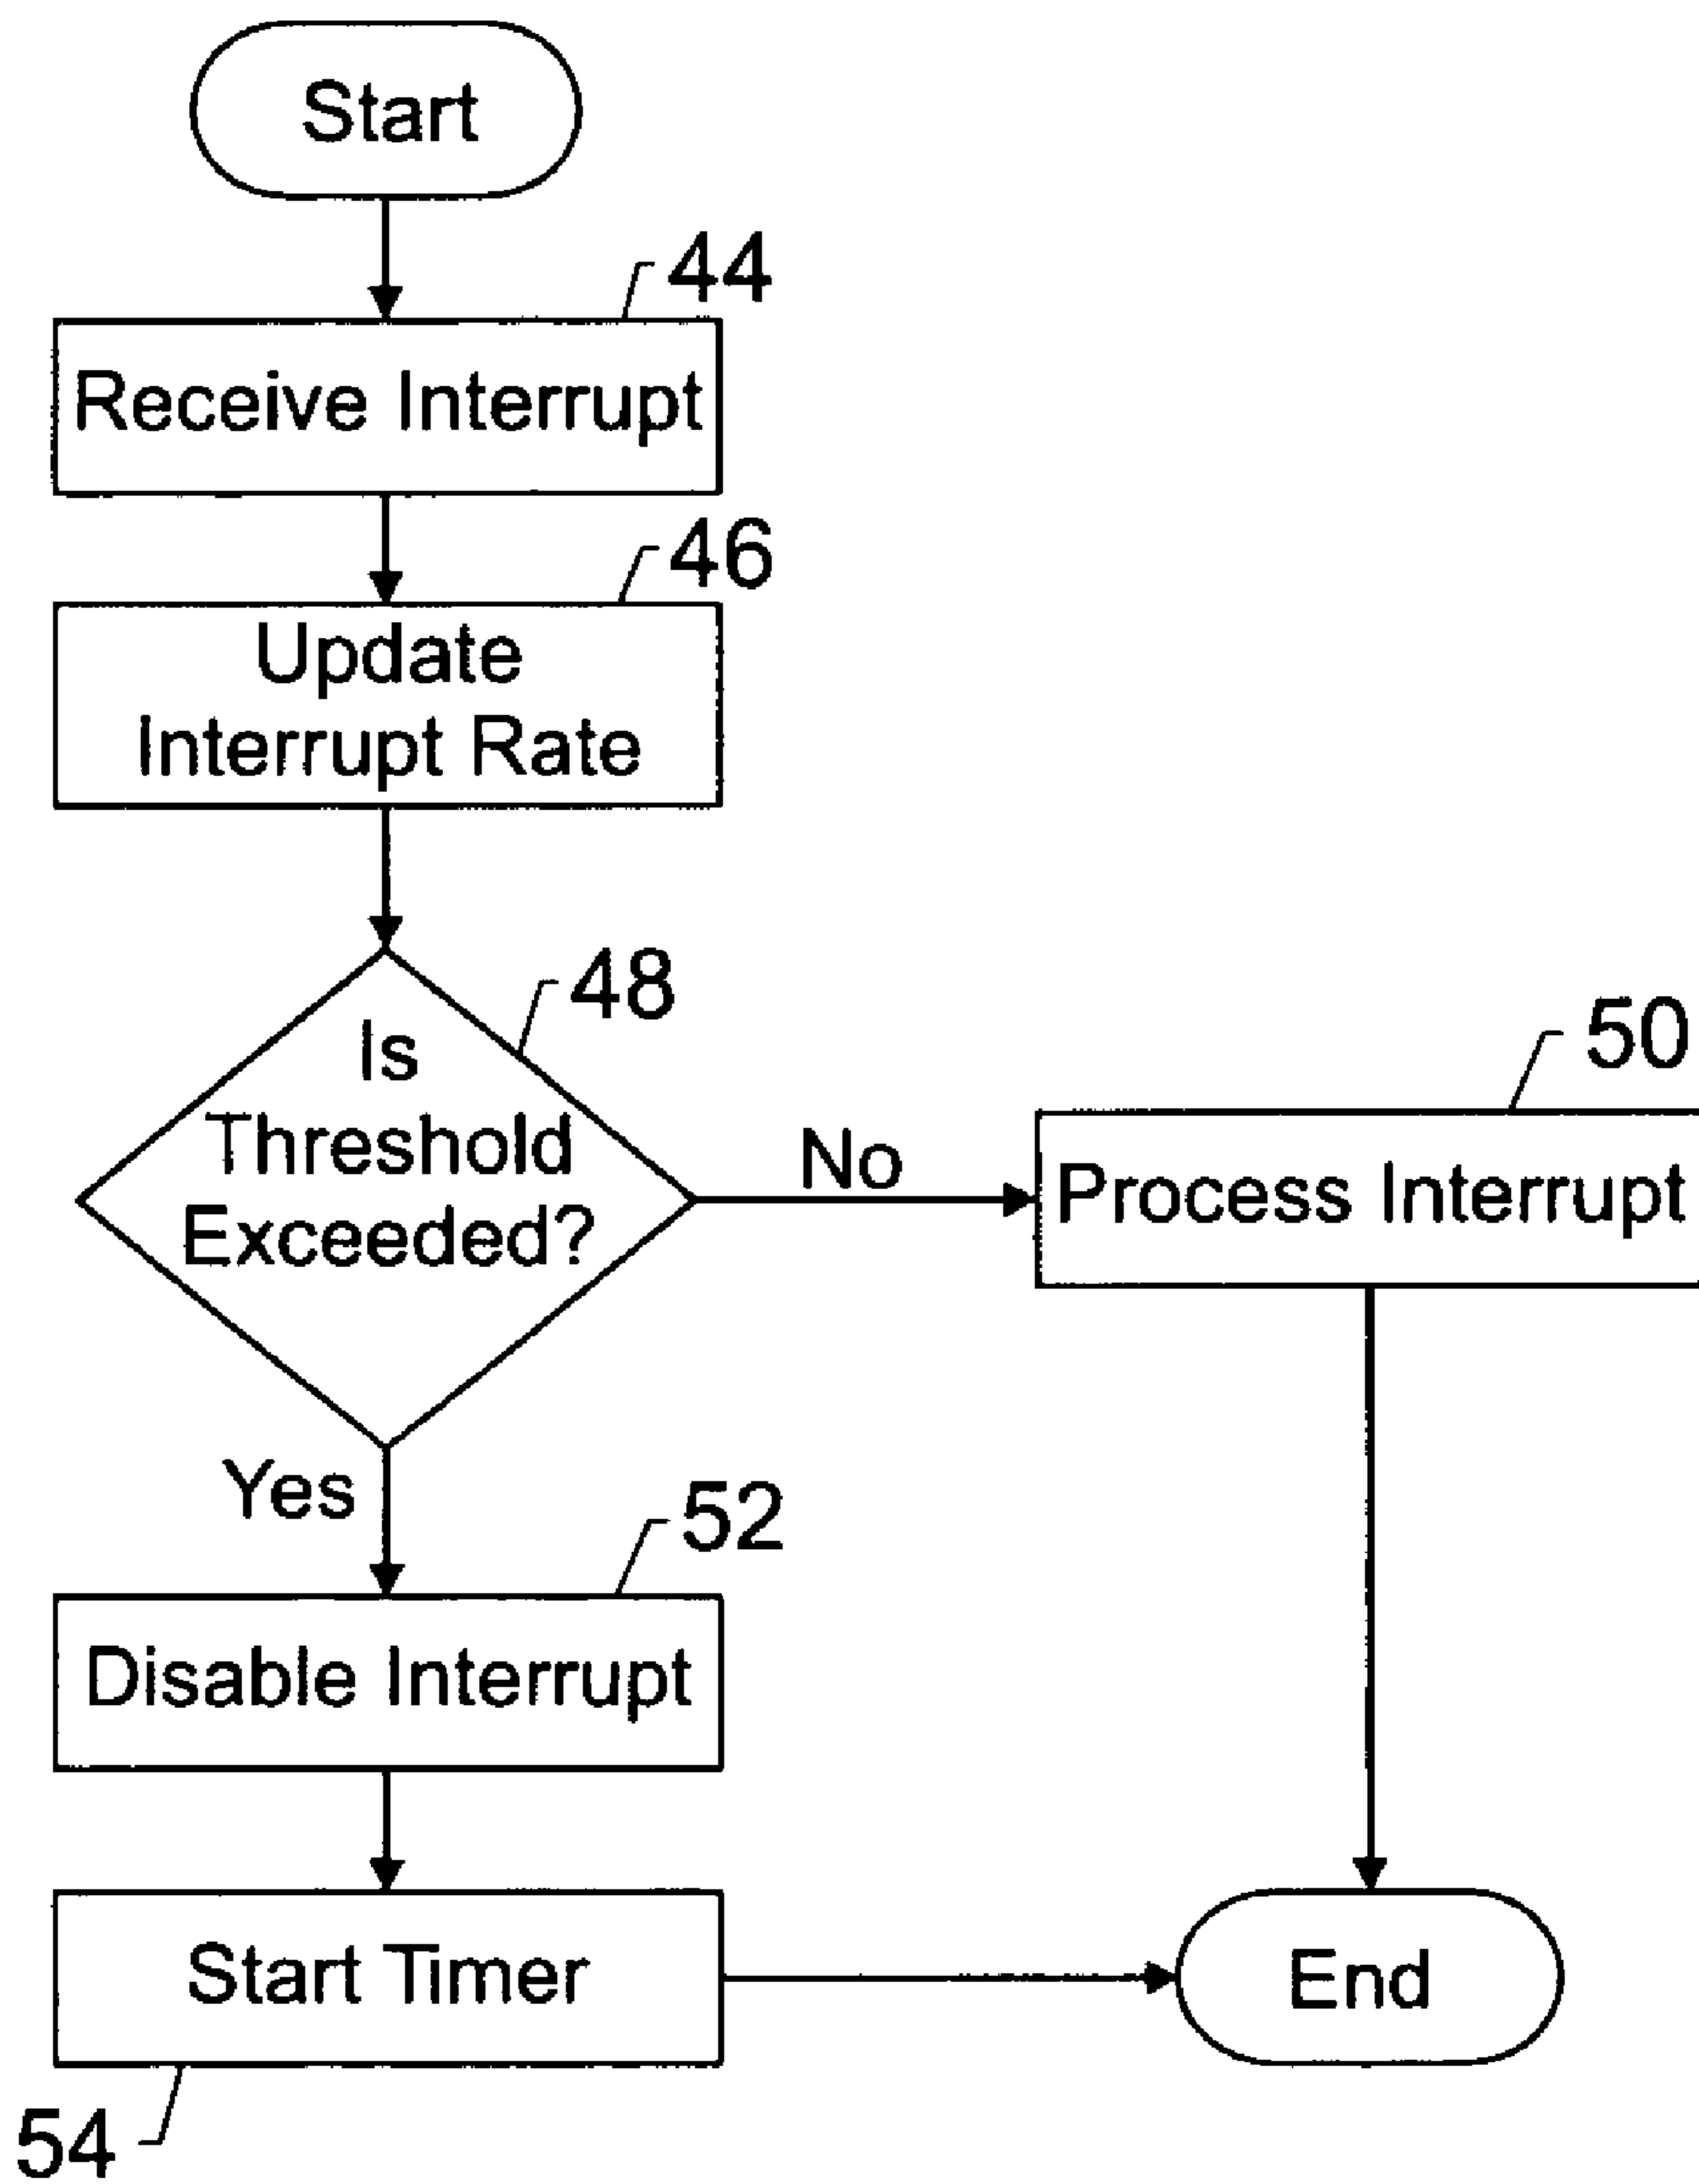 Start
44
Receive Interrupt
46
Update
Interrupt Rate
48
Is
Threshold
Exceeded?
No
50
Process Interrupt
Yes
52
Disable Interrupt
Start Timer
54
End